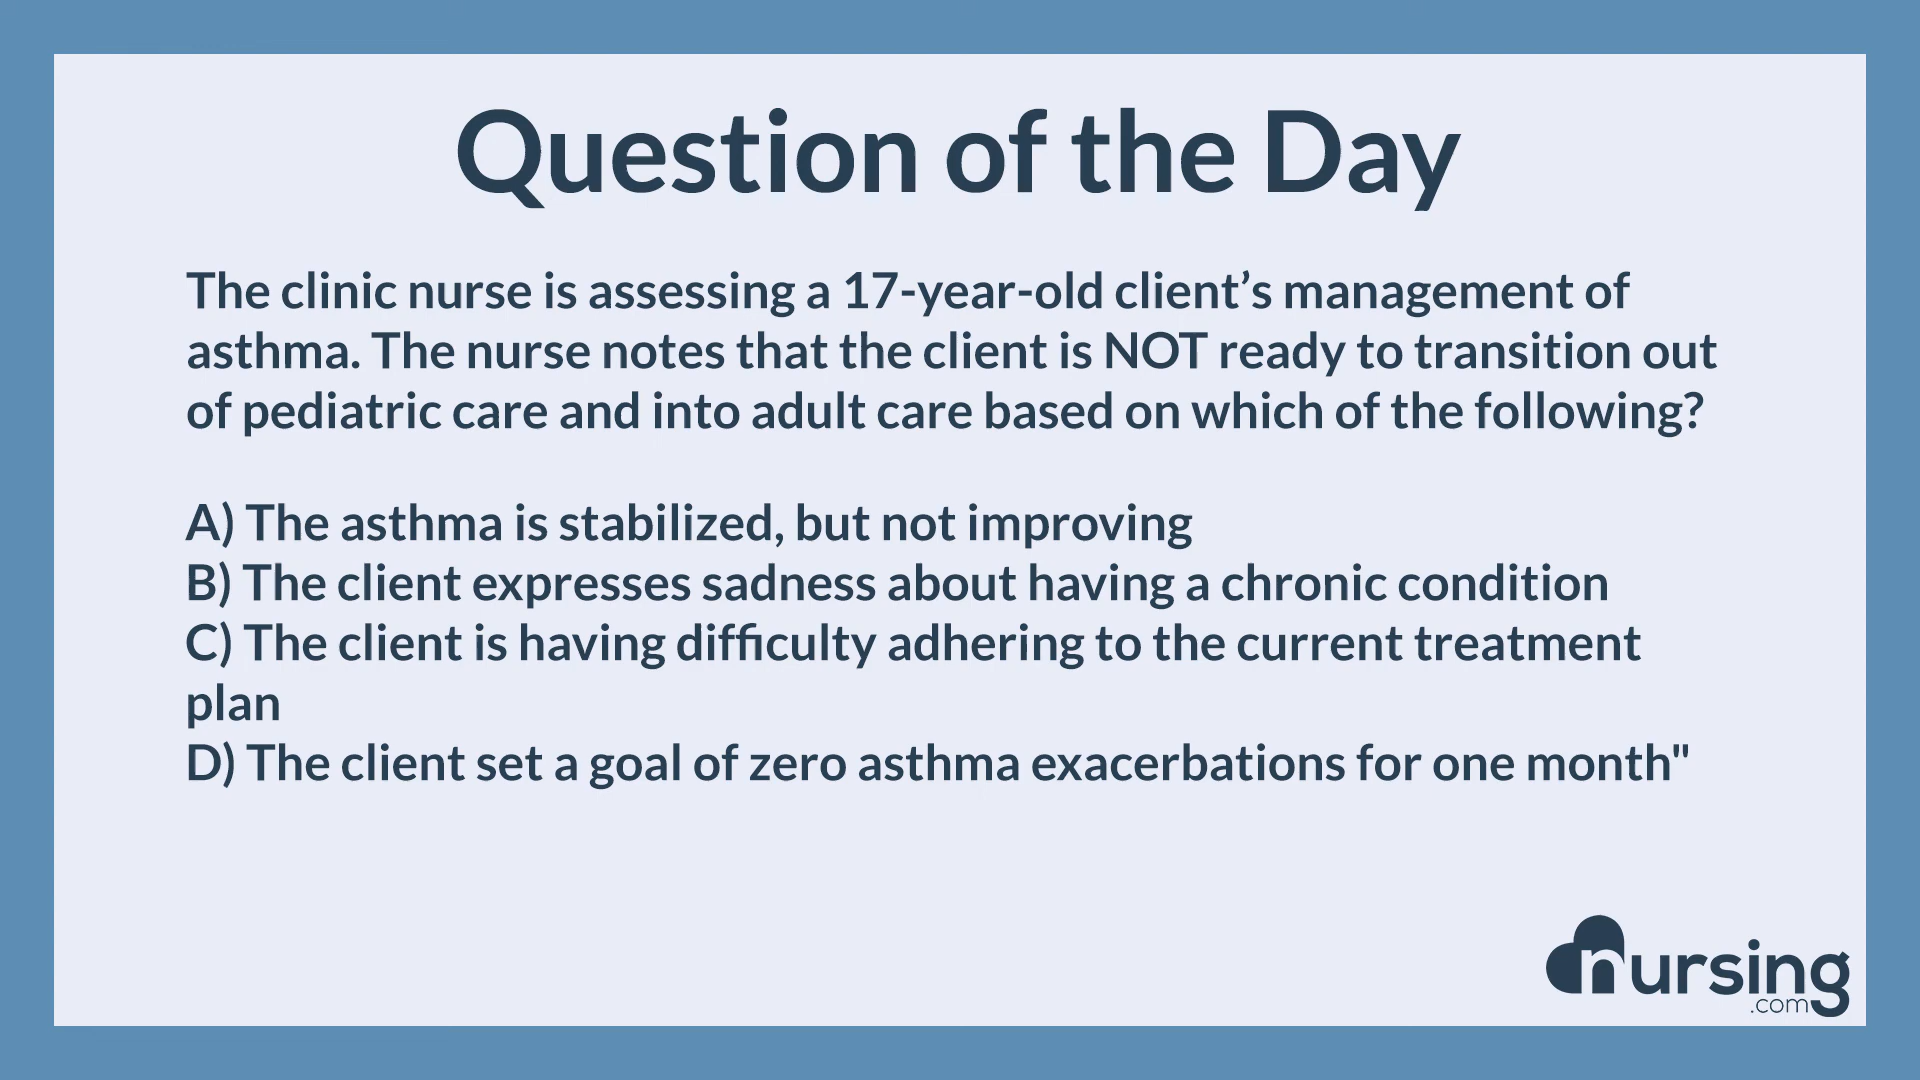 Question of the Day
The clinic nurse is assessing a 17-year-old client’s management of
asthma. The nurse notes that the client is NOT ready to transition out
of pediatric care and into adult care based on which of the following?
A) The asthma is stabilized, but not improving
B) The client expresses sadness about having a chronic condition
C) The client is having difficulty adhering to the current treatment
plan
D) The client set a goal of zero asthma exacerbations for one month"
nursing
.com